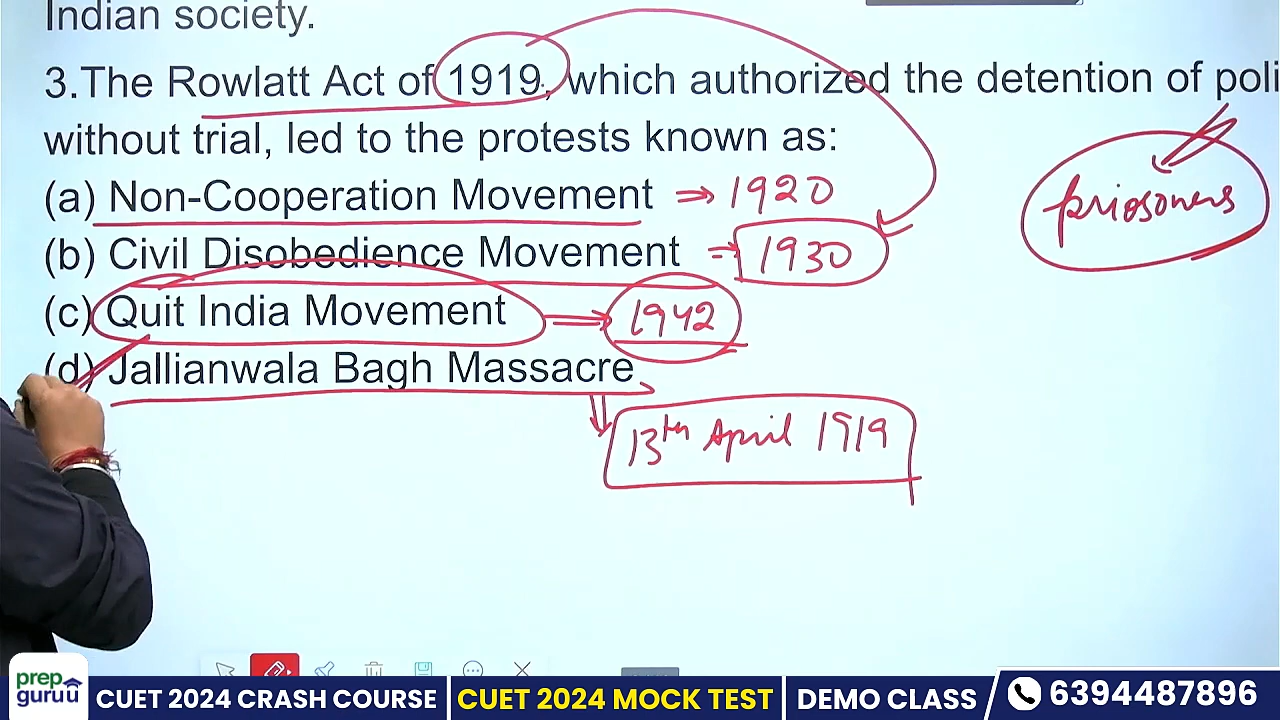 Indian society.
3.The Rowlatt Act of 1919, which authorized the detention of poli
without trial, led to the protests known as:
priosoners
(a) Non-Cooperation Movement ⇒ 1920
(b) Civil Disobedience Movement ⇒ 1930
(c) Quit India Movement ⇒ 1942
(d) Jallianwala Bagh Massacre
13th April 1919
prep guru
CUET 2024 CRASH COURSE CUET 2024 MOCK TEST DEMO CLASS 6394487896